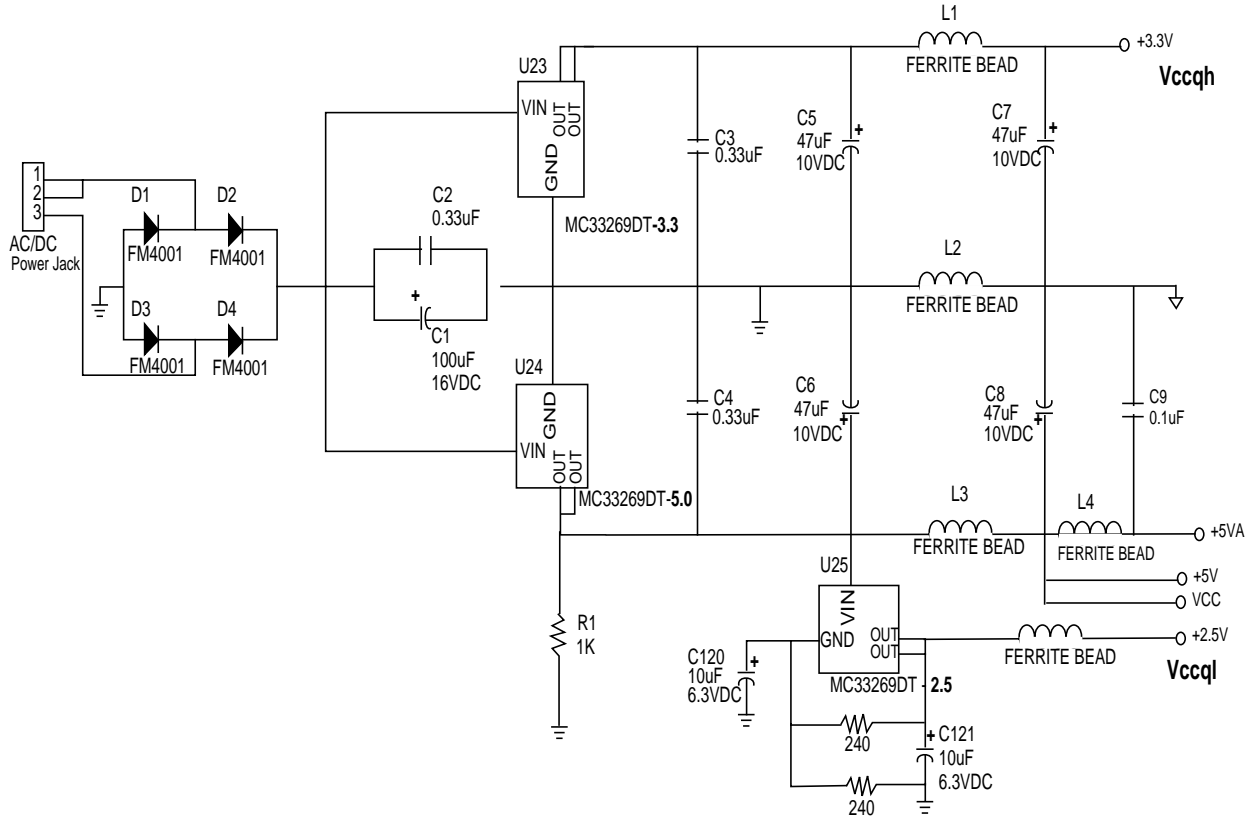 L1
+3.3V
FERRITE BEAD
Vccqh
U23
VIN
OUT
OUT
GND
MC33269DT-3.3
C3
0.33uF
C5
47uF
10VDC
+
C7
47uF
10VDC
+
1
2
3
AC/DC
Power Jack
D1
FM4001
D2
FM4001
D3
FM4001
D4
FM4001
C2
0.33uF
+
C1
100uF
16VDC
L2
FERRITE BEAD
U24
GND
VIN
OUT
OUT
MC33269DT-5.0
C4
0.33uF
C6
47uF
10VDC
+
C8
47uF
10VDC
+
C9
0.1uF
L3
FERRITE BEAD
L4
FERRITE BEAD
+5VA
+5V
VCC
R1
1K
U25
VIN
GND
OUT
OUT
MC33269DT - 2.5
FERRITE BEAD
+2.5V
Vccql
C120
10uF
6.3VDC
+
240
240
+
C121
10uF
6.3VDC